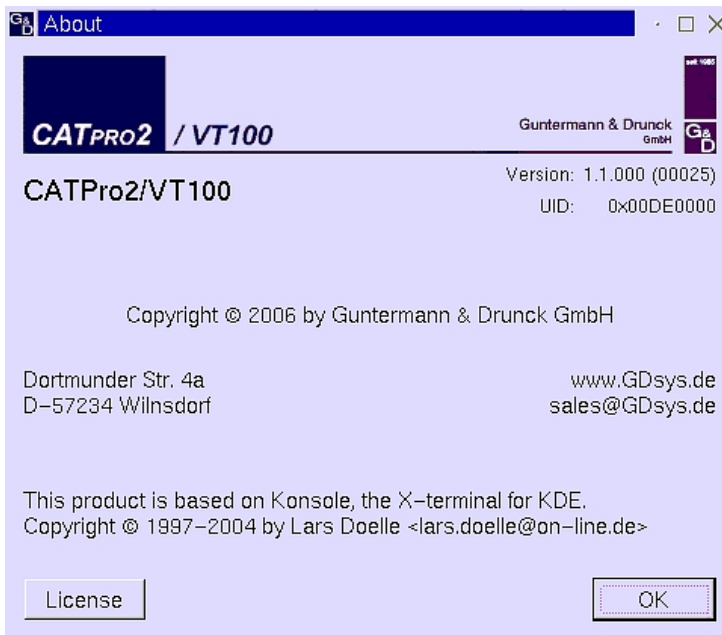 G&D About
CATPRO2 / VT100
seit 1985
Guntermann & Drunck
GmbH
G&D
CATPro2/VT100
Version: 1.1.000 (00025)
UID: 0x00DE0000
Copyright © 2006 by Guntermann & Drunck GmbH
Dortmunder Str. 4a
D-57234 Wilnsdorf
www.GDsys.de
sales@GDsys.de
This product is based on Konsole, the X-terminal for KDE.
Copyright © 1997-2004 by Lars Doelle <lars.doelle@on-line.de>
License
OK